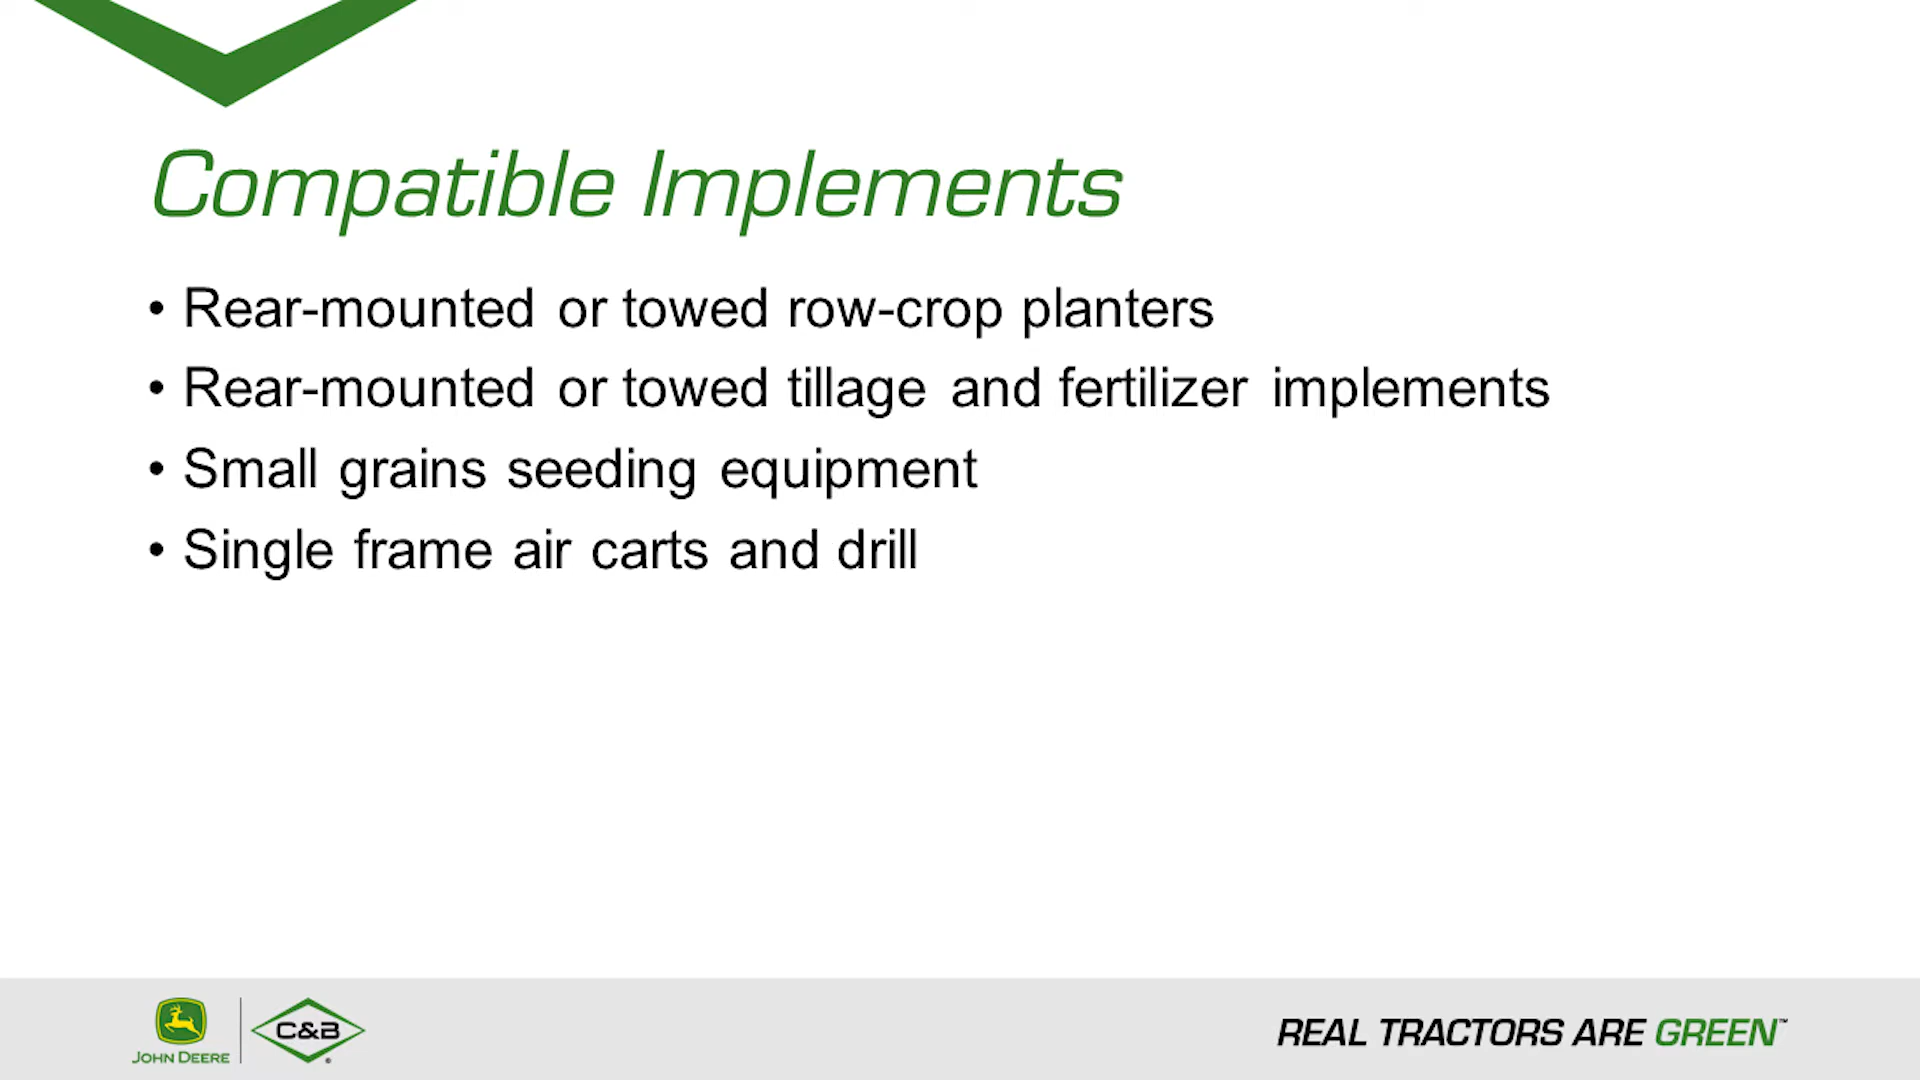 Compatible Implements
• Rear-mounted or towed row-crop planters
• Rear-mounted or towed tillage and fertilizer implements
• Small grains seeding equipment
• Single frame air carts and drill
JOHN DEERE
C&B®
REAL TRACTORS ARE GREEN™